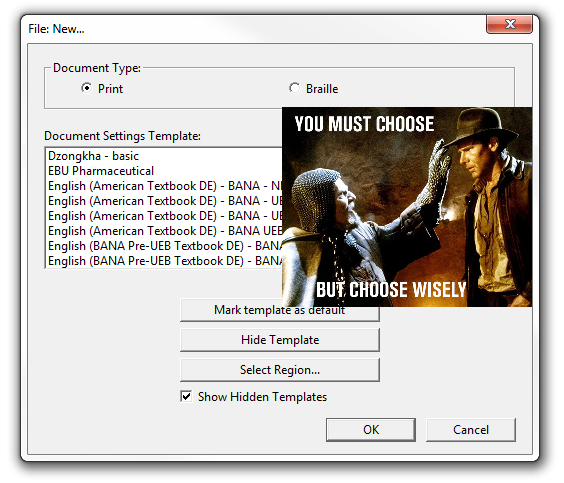 File: New...
Document Type:
Print
Braille
YOU MUST CHOOSE
Document Settings Template:
Dzongkha - basic
EBU Pharmaceutical
English (American Textbook DE) - BANA - N
English (American Textbook DE) - BANA - UE
English (American Textbook DE) - BANA - UE
English (American Textbook DE) - BANA UEB
English (BANA Pre-UEB Textbook DE) - BANA
English (BANA Pre-UEB Textbook DE) - BANA
BUT CHOOSE WISELY
Mark template as default
Hide Template
Select Region...
Show Hidden Templates
OK
Cancel